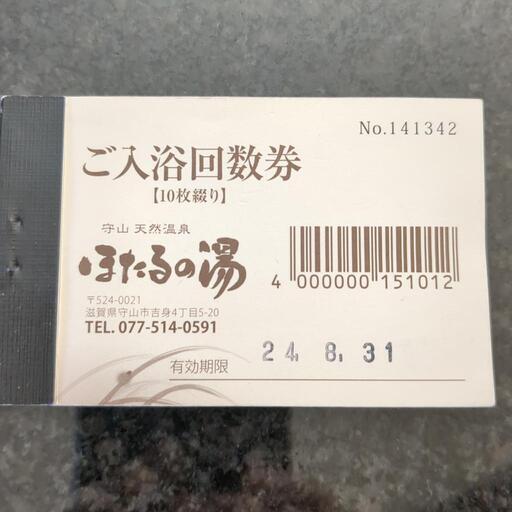 No.141342
ご入浴回数券
【10枚綴り】
守山 天然温泉
ほたるの湯
〒524-0021
滋賀県守山市吉身4丁目5-20
TEL. 077-514-0591
4 000000 151012
有効期限 24. 8. 31